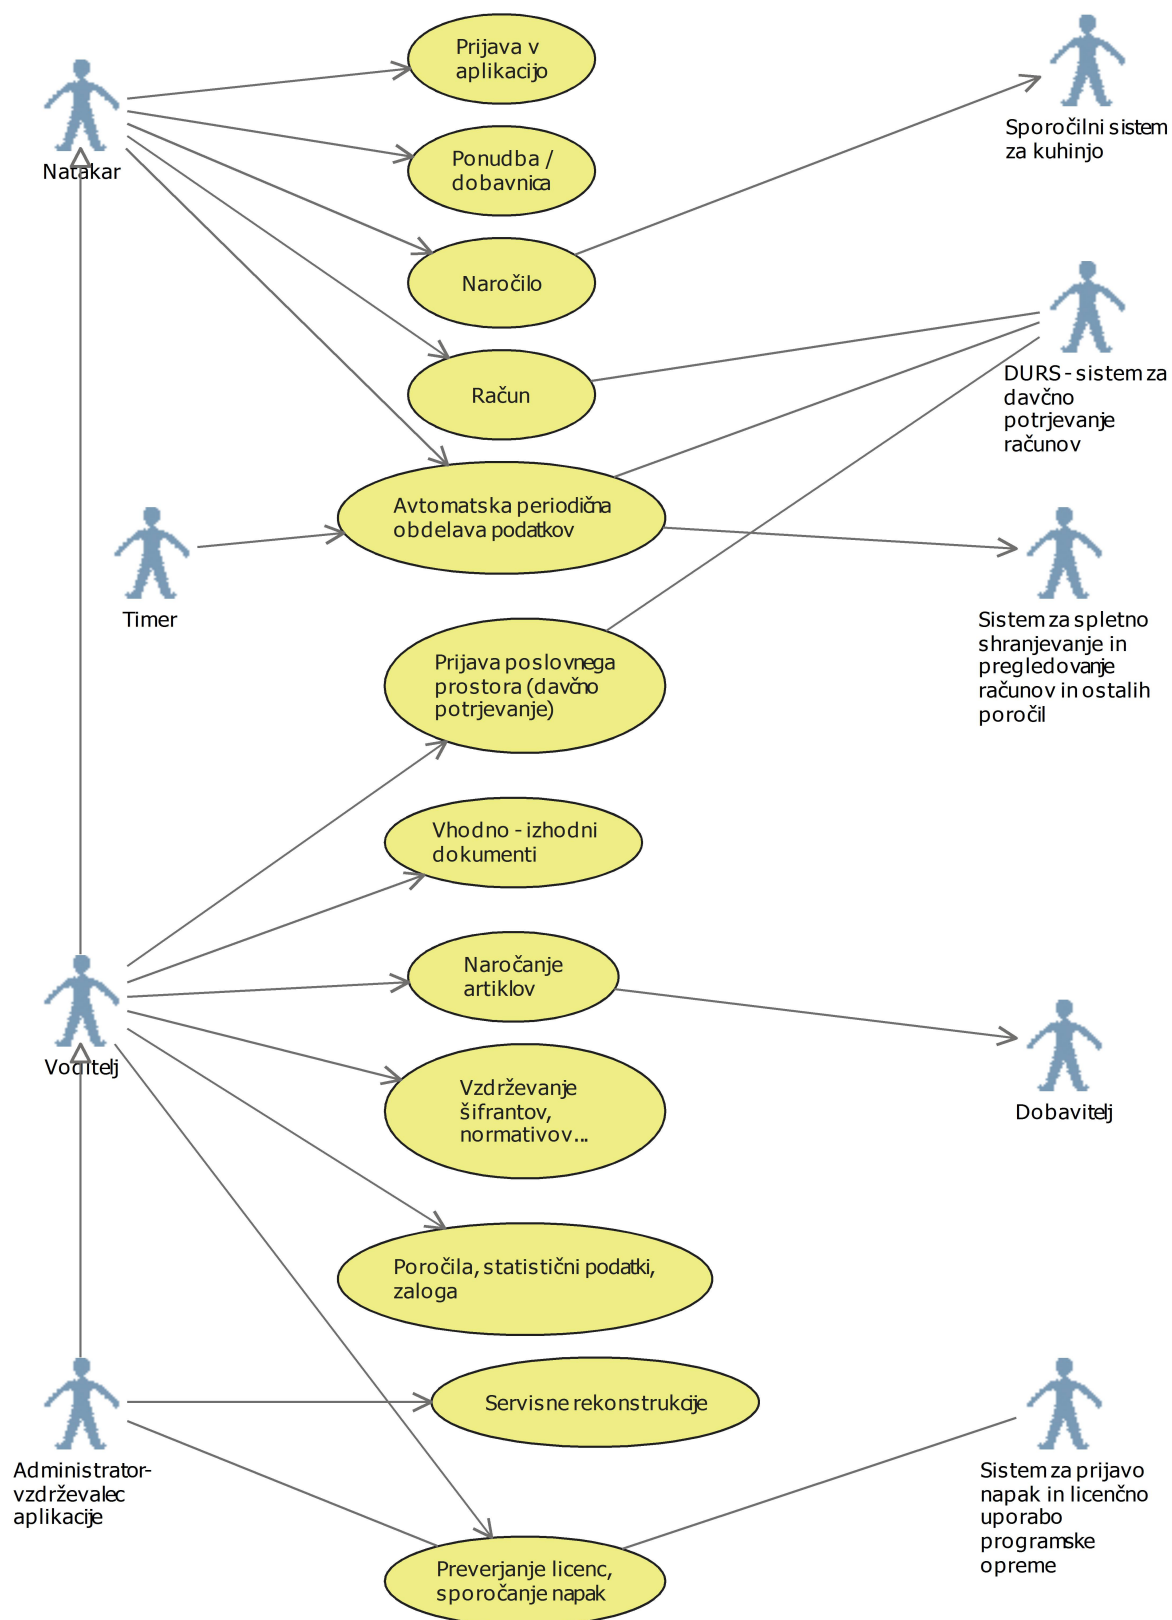 Prijava v
aplikacijo
Natakar
Sporočilni sistem
za kuhinjo
Ponudba /
dobavnica
Naročilo
Račun
DURS - sistem za
davčno
potrjevanje
računov
Avtomatska periodična
obdelava podatkov
Timer
Sistem za spletno
shranjevanje in
pregledovanje
računov in ostalih
poročil
Prijava poslovnega
prostora (davčno
potrjevanje)
Vhodno - izhodni
dokumenti
Naročanje
artiklov
Voditelj
Vzdrževanje
šifrantov,
normativov...
Dobavitelj
Poročila, statistični podatki,
zaloga
Servisne rekonstrukcije
Administrator-
vzdrževalec
aplikacije
Sistem za prijavo
napak in licenčno
uporabo
programske
opreme
Preverjanje licenc,
sporočanje napak